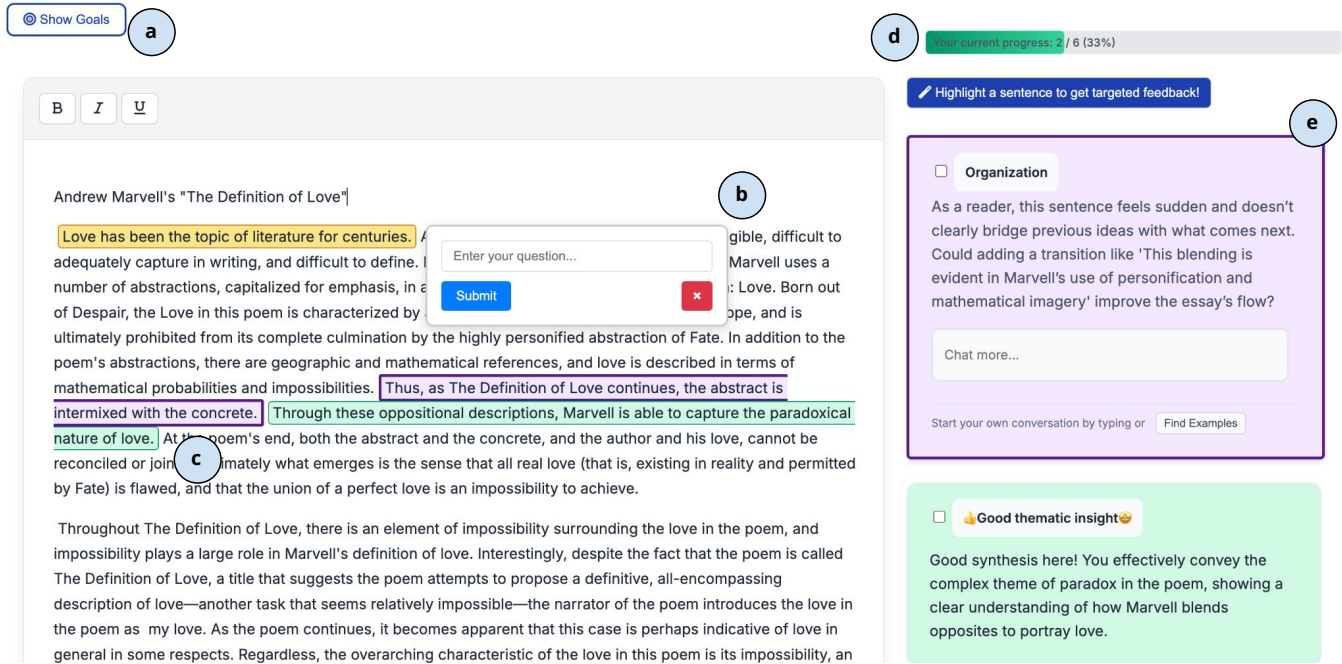 Show Goals
a
d
Your current progress: 2 / 6 (33%)
Highlight a sentence to get targeted feedback!
B I U
e
Andrew Marvell's "The Definition of Love"
b
Love has been the topic of literature for centuries. gible, difficult to
adequately capture in writing, and difficult to define. Marvell uses a
number of abstractions, capitalized for emphasis, in a : Love. Born out
of Despair, the Love in this poem is characterized by ope, and is
ultimately prohibited from its complete culmination by the highly personified abstraction of Fate. In addition to the
poem's abstractions, there are geographic and mathematical references, and love is described in terms of
mathematical probabilities and impossibilities. Thus, as The Definition of Love continues, the abstract is
intermixed with the concrete. Through these oppositional descriptions, Marvell is able to capture the paradoxical
nature of love. At the poem's end, both the abstract and the concrete, and the author and his love, cannot be
reconciled or join imately what emerges is the sense that all real love (that is, existing in reality and permitted
by Fate) is flawed, and that the union of a perfect love is an impossibility to achieve.
c
Enter your question...
Submit
Throughout The Definition of Love, there is an element of impossibility surrounding the love in the poem, and
impossibility plays a large role in Marvell's definition of love. Interestingly, despite the fact that the poem is called
The Definition of Love, a title that suggests the poem attempts to propose a definitive, all-encompassing
description of love—another task that seems relatively impossible—the narrator of the poem introduces the love in
the poem as my love. As the poem continues, it becomes apparent that this case is perhaps indicative of love in
general in some respects. Regardless, the overarching characteristic of the love in this poem is its impossibility, an
Organization
As a reader, this sentence feels sudden and doesn't
clearly bridge previous ideas with what comes next.
Could adding a transition like 'This blending is
evident in Marvell's use of personification and
mathematical imagery' improve the essay's flow?
Chat more...
Start your own conversation by typing or Find Examples
👍Good thematic insight🤩
Good synthesis here! You effectively convey the
complex theme of paradox in the poem, showing a
clear understanding of how Marvell blends
opposites to portray love.